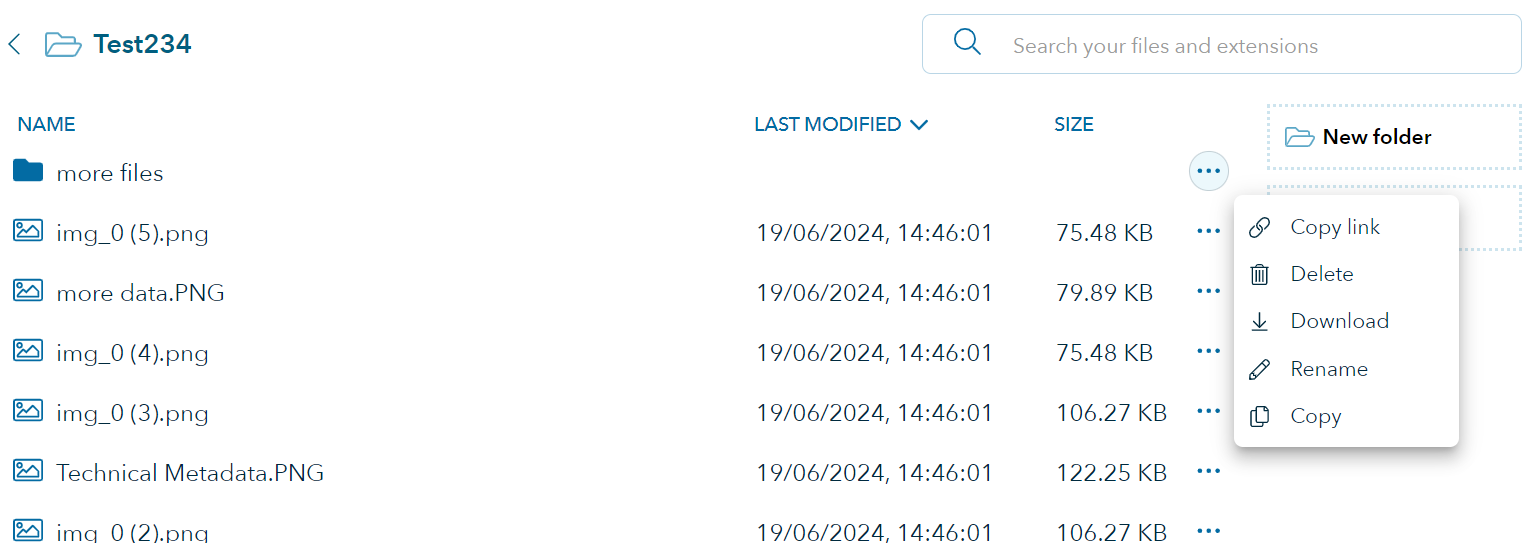 Test234
Search your files and extensions
NAME LAST MODIFIED SIZE
New folder
more files
img_0 (5).png 19/06/2024, 14:46:01 75.48 KB
more data.PNG 19/06/2024, 14:46:01 79.89 KB
img_0 (4).png 19/06/2024, 14:46:01 75.48 KB
img_0 (3).png 19/06/2024, 14:46:01 106.27 KB
Technical Metadata.PNG 19/06/2024, 14:46:01 122.25 KB
img_0 (2).png 19/06/2024, 14:46:01 106.27 KB
Copy link
Delete
Download
Rename
Copy